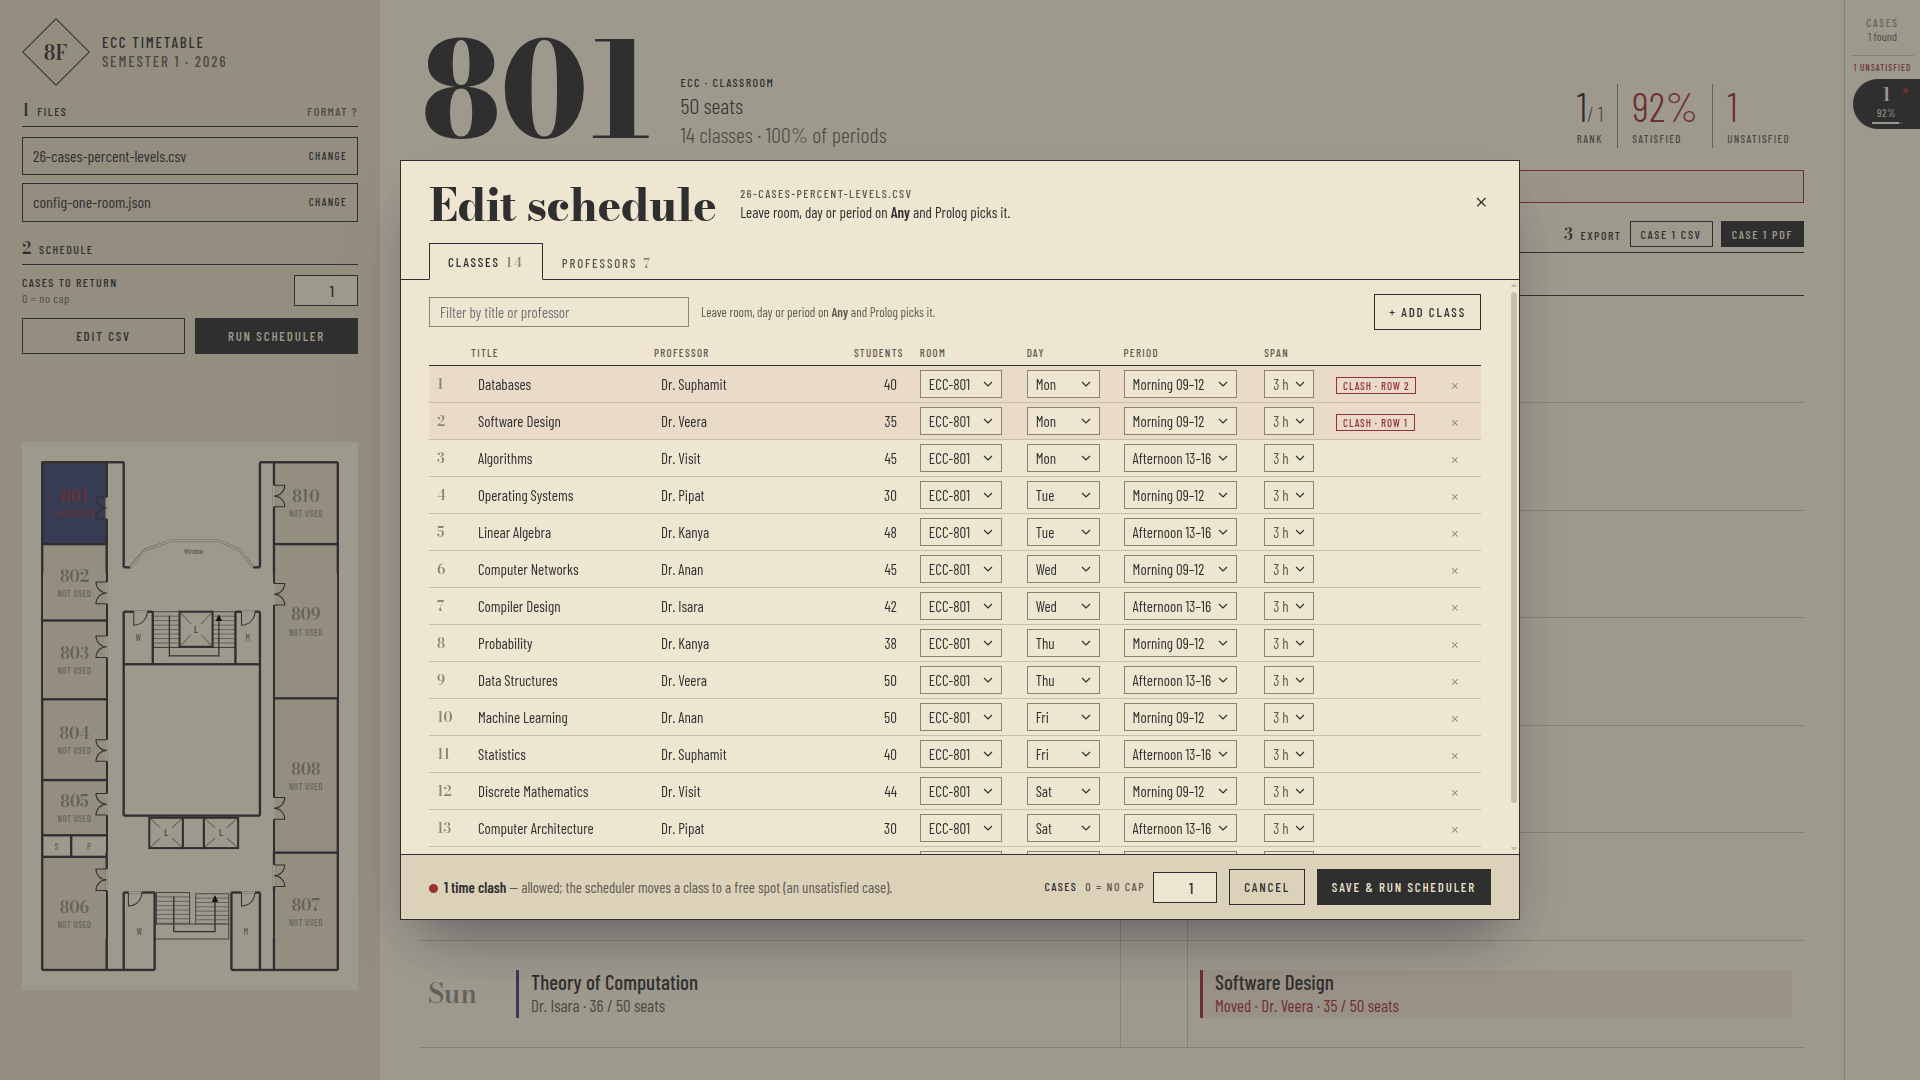 8F
ECC TIMETABLE
SEMESTER 1 · 2026
1 FILES FORMAT ?
26-cases-percent-levels.csv CHANGE
config-one-room.json CHANGE
2 SCHEDULE
CASES TO RETURN
0 = no cap
1
EDIT CSV RUN SCHEDULER
801
810
NOT USED
Window
802
NOT USED
809
NOT USED
W L M
803
NOT USED
804
NOT USED
808
NOT USED
805
NOT USED
L L
S P
806
NOT USED
807
NOT USED
W M
801
ECC · CLASSROOM
50 seats
14 classes · 100% of periods
1/ 1 RANK
92% SATISFIED
1 UNSATISFIED
3 EXPORT CASE 1 CSV CASE 1 PDF
CASES
1 found
1 UNSATISFIED
1
92%
Edit schedule
26-CASES-PERCENT-LEVELS.CSV
Leave room, day or period on Any and Prolog picks it.
×
CLASSES 14 PROFESSORS 7
Filter by title or professor Leave room, day or period on Any and Prolog picks it. + ADD CLASS
TITLE PROFESSOR STUDENTS ROOM DAY PERIOD SPAN
1 Databases Dr. Suphamit 40 ECC-801 Mon Morning 09–12 3 h CLASH · ROW 2 ×
2 Software Design Dr. Veera 35 ECC-801 Mon Morning 09–12 3 h CLASH · ROW 1 ×
3 Algorithms Dr. Visit 45 ECC-801 Mon Afternoon 13–16 3 h ×
4 Operating Systems Dr. Pipat 30 ECC-801 Tue Morning 09–12 3 h ×
5 Linear Algebra Dr. Kanya 48 ECC-801 Tue Afternoon 13–16 3 h ×
6 Computer Networks Dr. Anan 45 ECC-801 Wed Morning 09–12 3 h ×
7 Compiler Design Dr. Isara 42 ECC-801 Wed Afternoon 13–16 3 h ×
8 Probability Dr. Kanya 38 ECC-801 Thu Morning 09–12 3 h ×
9 Data Structures Dr. Veera 50 ECC-801 Thu Afternoon 13–16 3 h ×
10 Machine Learning Dr. Anan 50 ECC-801 Fri Morning 09–12 3 h ×
11 Statistics Dr. Suphamit 40 ECC-801 Fri Afternoon 13–16 3 h ×
12 Discrete Mathematics Dr. Visit 44 ECC-801 Sat Morning 09–12 3 h ×
13 Computer Architecture Dr. Pipat 30 ECC-801 Sat Afternoon 13–16 3 h ×
1 time clash — allowed; the scheduler moves a class to a free spot (an unsatisfied case).
CASES 0 = NO CAP 1 CANCEL SAVE & RUN SCHEDULER
Sun
Theory of Computation
Dr. Isara · 36 / 50 seats
Software Design
Moved · Dr. Veera · 35 / 50 seats